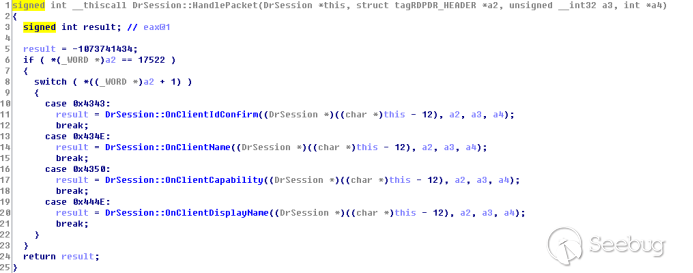 1 signed int __thiscall DrSession::HandlePacket(DrSession *this, struct tagRDPDR_HEADER *a2, unsigned __int32 a3, int *a4)
2 {
3   signed int result; // eax@1
4
5   result = -1073741434;
6   if ( *(_WORD *)a2 == 17522 )
7   {
8     switch ( *((_WORD *)a2 + 1) )
9     {
10       case 0x4343:
11         result = DrSession::OnClientIdConfirm((DrSession *)((char *)this - 12), a2, a3, a4);
12         break;
13       case 0x434E:
14         result = DrSession::OnClientName((DrSession *)((char *)this - 12), a2, a3, a4);
15         break;
16       case 0x4350:
17         result = DrSession::OnClientCapability((DrSession *)((char *)this - 12), a2, a3, a4);
18         break;
19       case 0x444E:
20         result = DrSession::OnClientDisplayName((DrSession *)((char *)this - 12), a2, a3, a4);
21         break;
22     }
23   }
24   return result;
25 }
Seebug